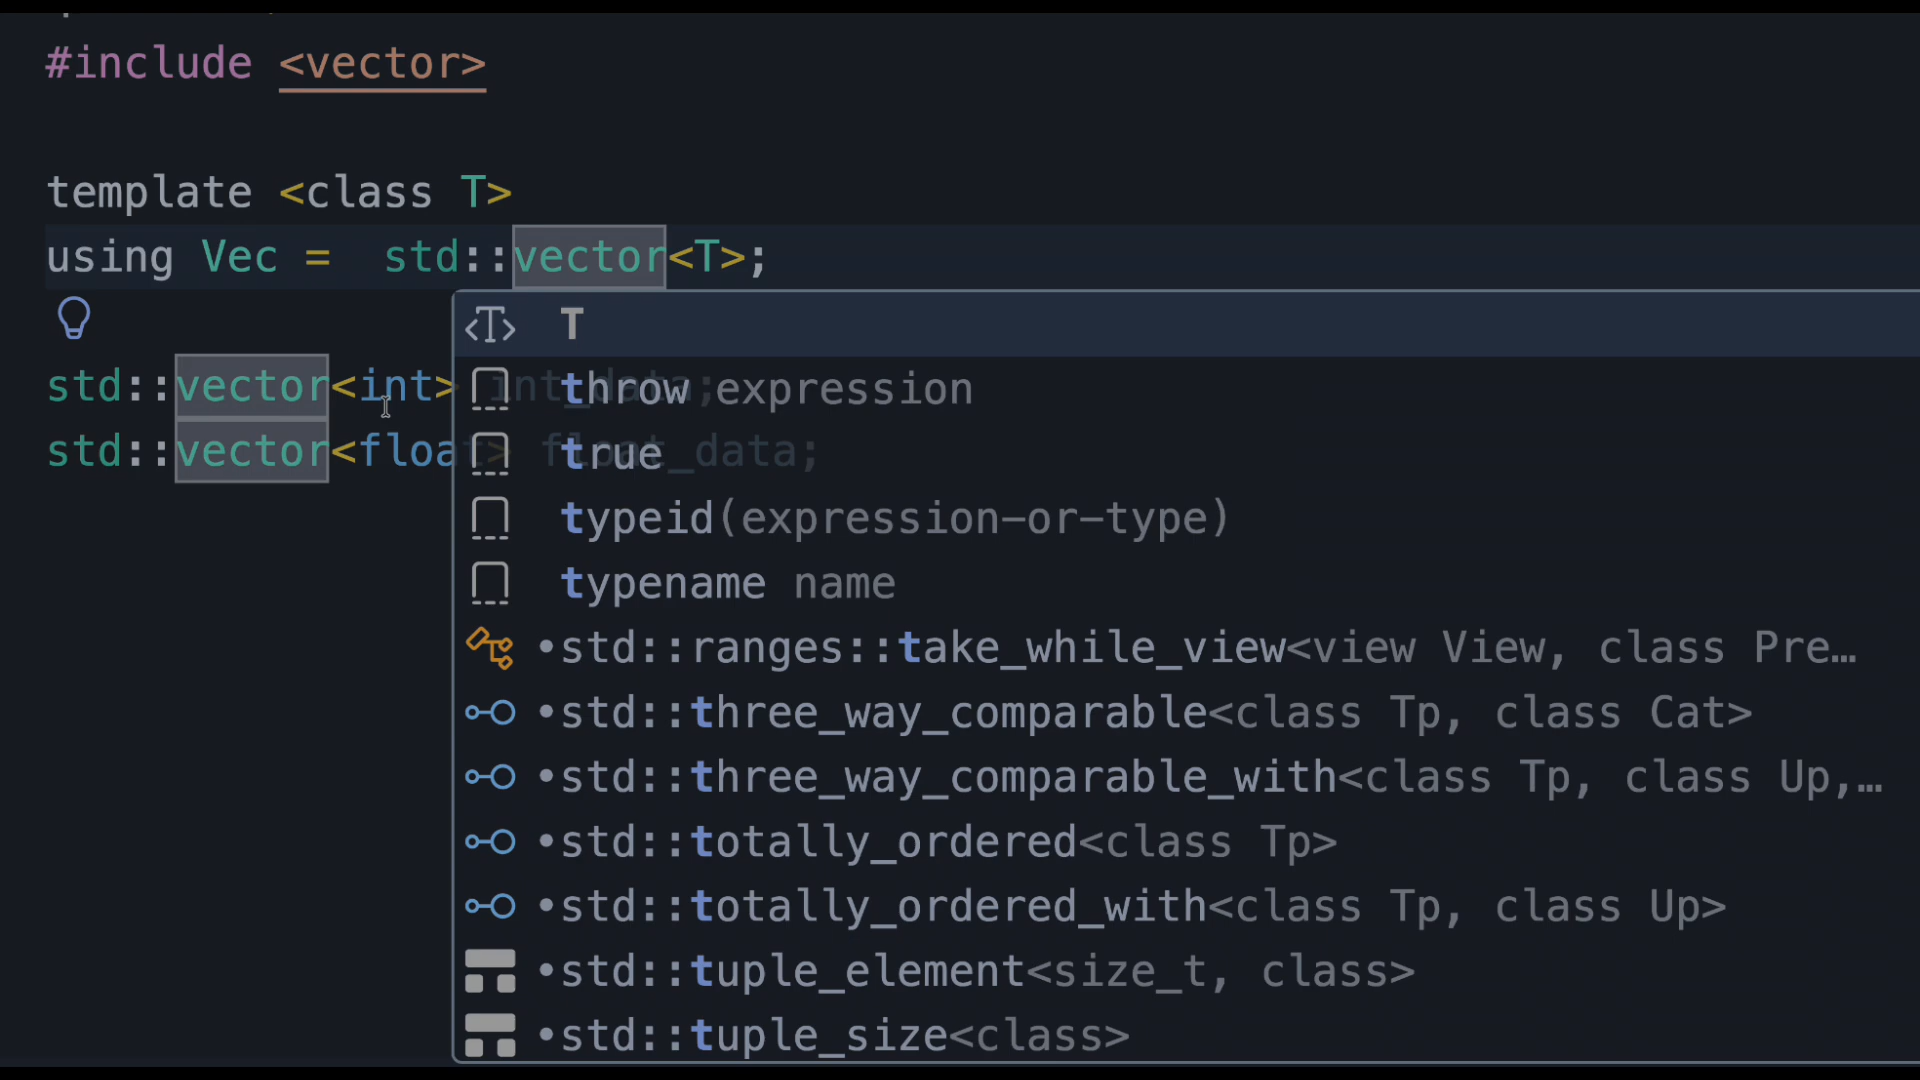 #include <vector>
template <class T>
using Vec =  std::vector<T>;
std::vector<int> int_data;
std::vector<float> float_data;
T
throw expression
true
typeid(expression-or-type)
typename name
•std::ranges::take_while_view<view View, class Pre…
•std::three_way_comparable<class Tp, class Cat>
•std::three_way_comparable_with<class Tp, class Up,…
•std::totally_ordered<class Tp>
•std::totally_ordered_with<class Tp, class Up>
•std::tuple_element<size_t, class>
•std::tuple_size<class>